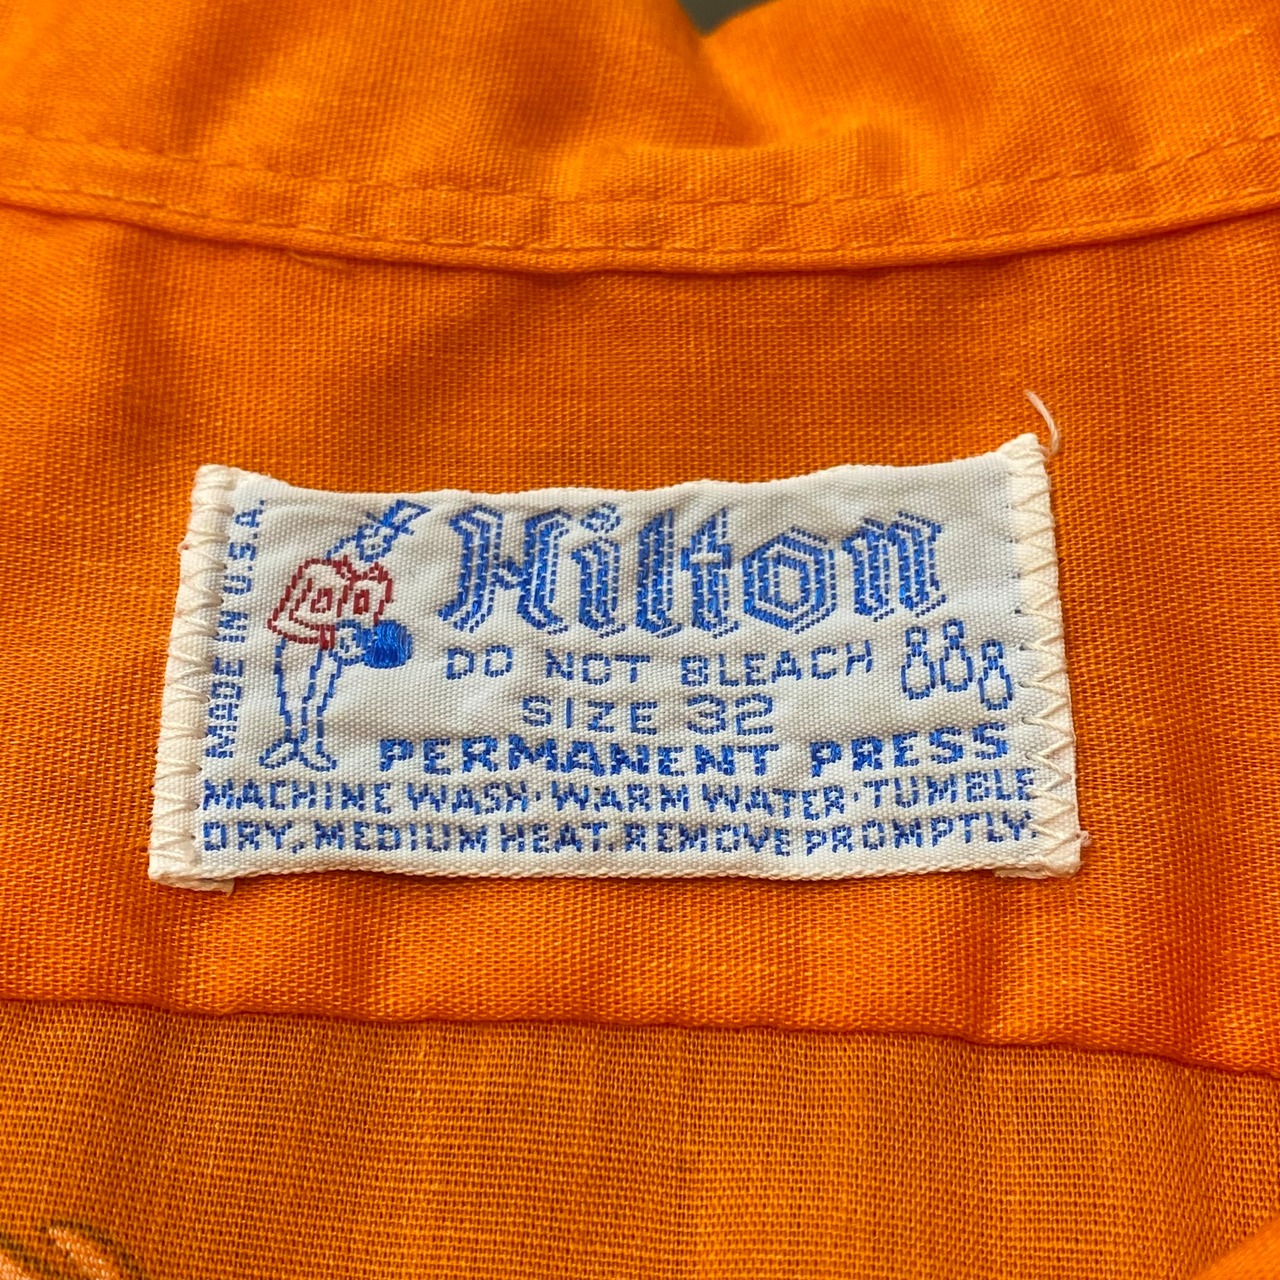 MADE IN U.S.A.
Hilton
DO NOT BLEACH
SIZE 32
PERMANENT PRESS
MACHINE WASH·WARM WATER·TUMBLE
DRY, MEDIUM HEAT. REMOVE PROMPTLY.